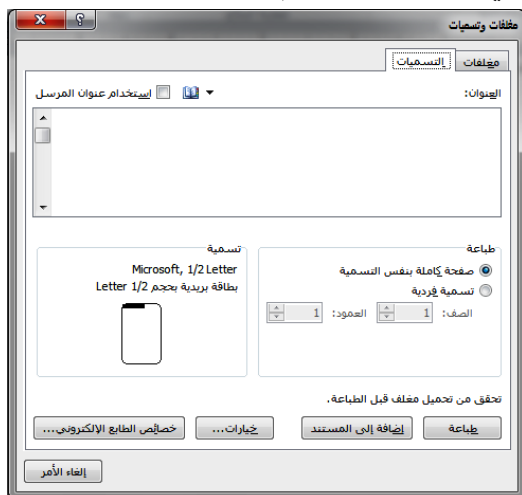 مغلفات وتسميات
مغلفات التسميات
العنوان: استخدام عنوان المرسل
طباعة
صفحة كاملة بنفس التسمية
تسمية فردية
الصف: 1 العمود: 1
تسمية
Microsoft, 1/2 Letter
بطاقة بريدية بحجم 1/2 Letter
تحقق من تحميل مغلف قبل الطباعة.
طباعة إضافة إلى المستند خيارات... خصائص الطابع الإلكتروني...
إلغاء الأمر